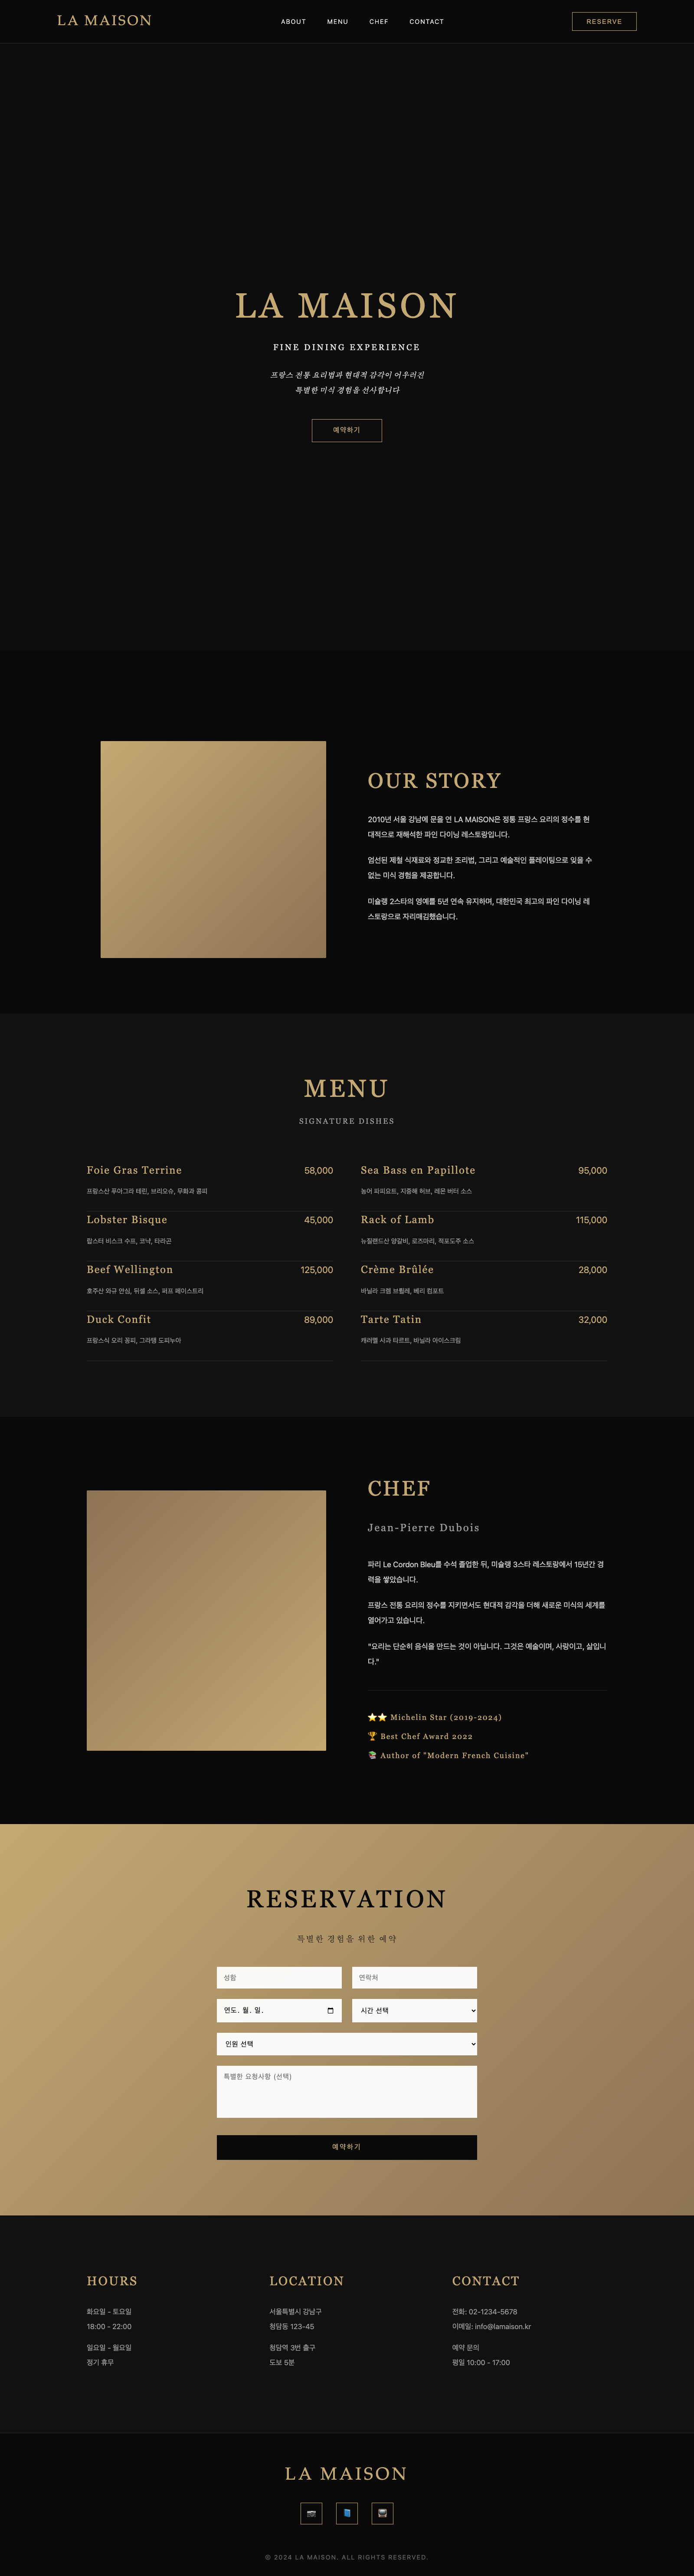 LA MAISON
ABOUT
MENU
CHEF
CONTACT
RESERVE
LA MAISON
FINE DINING EXPERIENCE
프랑스 전통 요리법과 현대적 감각이 어우러진
특별한 미식 경험을 선사합니다
예약하기
OUR STORY
2010년 서울 강남에 문을 연 LA MAISON은 정통 프랑스 요리의 정수를 현
대적으로 재해석한 파인 다이닝 레스토랑입니다.
엄선된 제철 식재료와 정교한 조리법, 그리고 예술적인 플레이팅으로 잊을 수
없는 미식 경험을 제공합니다.
미슐랭 2스타의 영예를 5년 연속 유지하며, 대한민국 최고의 파인 다이닝 레
스토랑으로 자리매김했습니다.
MENU
SIGNATURE DISHES
Foie Gras Terrine 58,000
프랑스산 푸아그라 테린, 브리오슈, 무화과 콩피
Lobster Bisque 45,000
랍스터 비스크 수프, 코냑, 타라곤
Beef Wellington 125,000
호주산 와규 안심, 뒥셀 소스, 퍼프 페이스트리
Duck Confit 89,000
프랑스식 오리 콩피, 그라탱 도피누아
Sea Bass en Papillote 95,000
농어 파피요트, 지중해 허브, 레몬 버터 소스
Rack of Lamb 115,000
뉴질랜드산 양갈비, 로즈마리, 적포도주 소스
Crème Brûlée 28,000
바닐라 크렘 브륄레, 베리 컴포트
Tarte Tatin 32,000
캐러멜 사과 타르트, 바닐라 아이스크림
CHEF
Jean-Pierre Dubois
파리 Le Cordon Bleu를 수석 졸업한 뒤, 미슐랭 3스타 레스토랑에서 15년간 경
력을 쌓았습니다.
프랑스 전통 요리의 정수를 지키면서도 현대적 감각을 더해 새로운 미식의 세계를
열어가고 있습니다.
"요리는 단순히 음식을 만드는 것이 아닙니다. 그것은 예술이며, 사랑이고, 삶입니
다."
⭐⭐ Michelin Star (2019-2024)
🏆 Best Chef Award 2022
📚 Author of "Modern French Cuisine"
RESERVATION
특별한 경험을 위한 예약
성함
연락처
연도. 월. 일.
시간 선택
인원 선택
특별한 요청사항 (선택)
예약하기
HOURS
화요일 - 토요일
18:00 - 22:00
일요일 - 월요일
정기 휴무
LOCATION
서울특별시 강남구
청담동 123-45
청담역 3번 출구
도보 5분
CONTACT
전화: 02-1234-5678
이메일: info@lamaison.kr
예약 문의
평일 10:00 - 17:00
LA MAISON
© 2024 LA MAISON. ALL RIGHTS RESERVED.